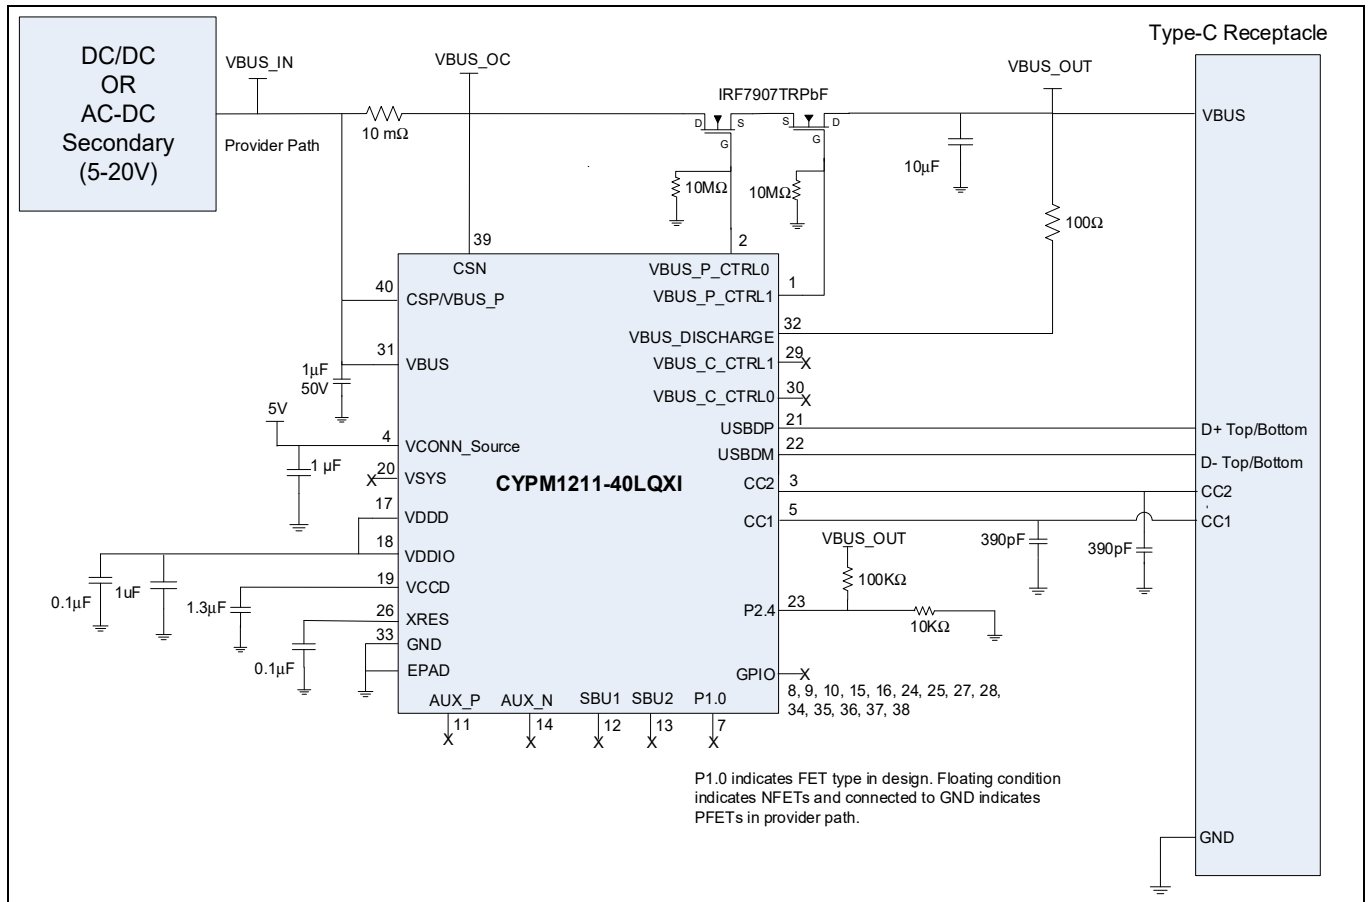 DC/DC
OR
AC-DC
Secondary
(5-20V)
VBUS_IN
Provider Path
10 mΩ
VBUS_OC
IRF7907TRPbF
D
S
G
S
D
G
10MΩ
10MΩ
VBUS_OUT
10µF
100Ω
Type-C Receptacle
VBUS
39
CSN
2
VBUS_P_CTRL0
40
CSP/VBUS_P
1
VBUS_P_CTRL1
32
VBUS_DISCHARGE
31
VBUS
29
VBUS_C_CTRL1
1µF
50V
30
VBUS_C_CTRL0
5V
4
VCONN_Source
1 µF
21
USBDP
D+ Top/Bottom
22
USBDM
D- Top/Bottom
20
VSYS
CYPM1211-40LQXI
3
CC2
CC2
17
VDDD
5
CC1
CC1
18
VDDIO
VBUS_OUT
390pF
390pF
100KΩ
0.1µF
1uF
19
VCCD
1.3µF
23
P2.4
10KΩ
26
XRES
0.1µF
33
GND
EPAD
GPIO
8, 9, 10, 15, 16, 24, 25, 27, 28,
34, 35, 36, 37, 38
AUX_P
AUX_N
SBU1
SBU2
P1.0
11
14
12
13
7
P1.0 indicates FET type in design. Floating condition
indicates NFETs and connected to GND indicates
PFETs in provider path.
GND